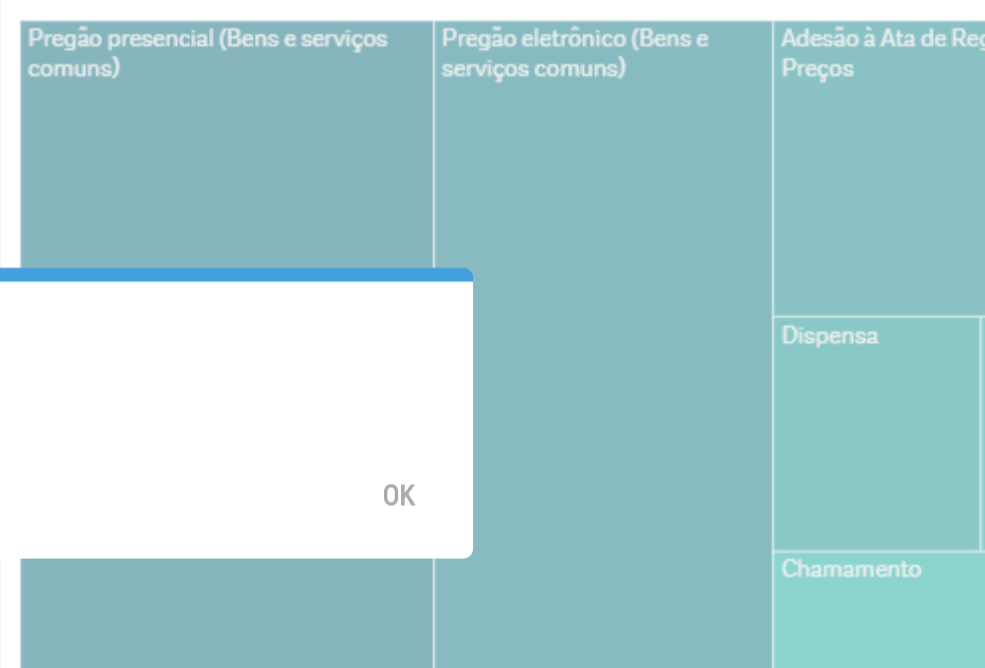 Pregão presencial (Bens e serviços
comuns)
Pregão eletrônico (Bens e
serviços comuns)
Adesão à Ata de
Preços
Dispensa
OK
Chamamento